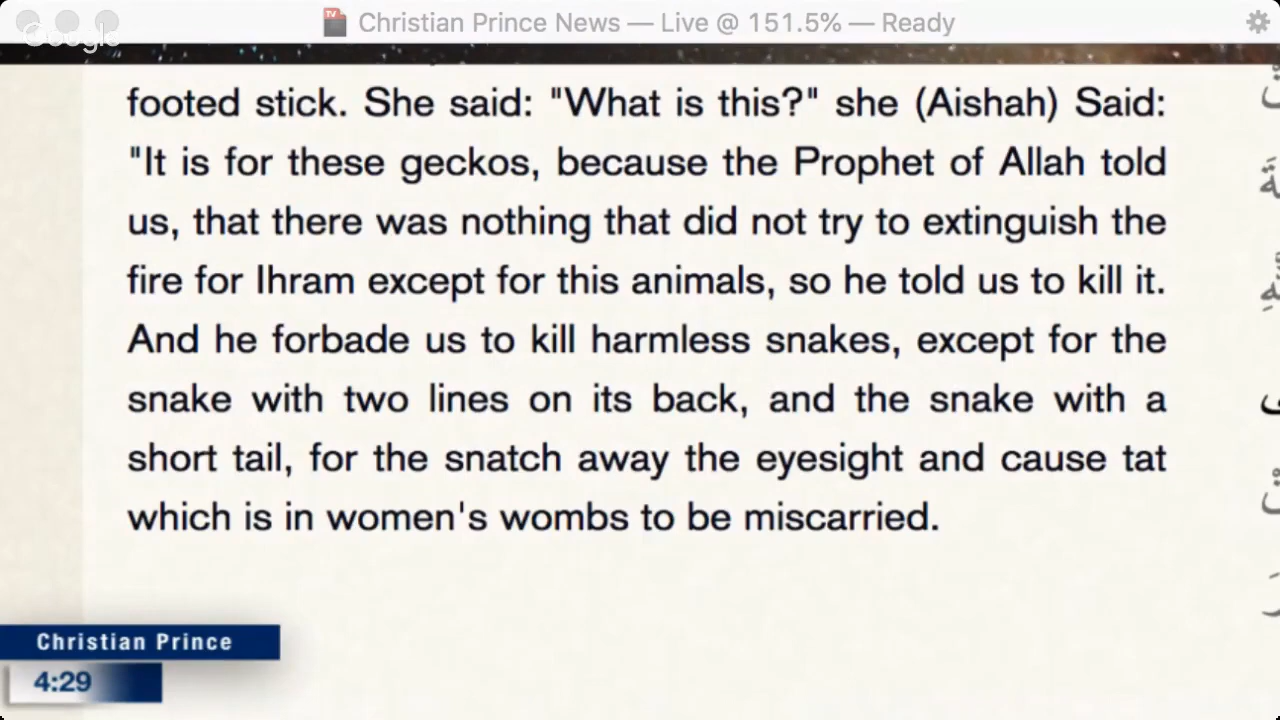 TV
Christian Prince News — Live @ 151.5% — Ready
Google
footed stick. She said: "What is this?" she (Aishah) Said:
"It is for these geckos, because the Prophet of Allah told
us, that there was nothing that did not try to extinguish the
fire for Ihram except for this animals, so he told us to kill it.
And he forbade us to kill harmless snakes, except for the
snake with two lines on its back, and the snake with a
short tail, for the snatch away the eyesight and cause tat
which is in women's wombs to be miscarried.
Christian Prince
4:29